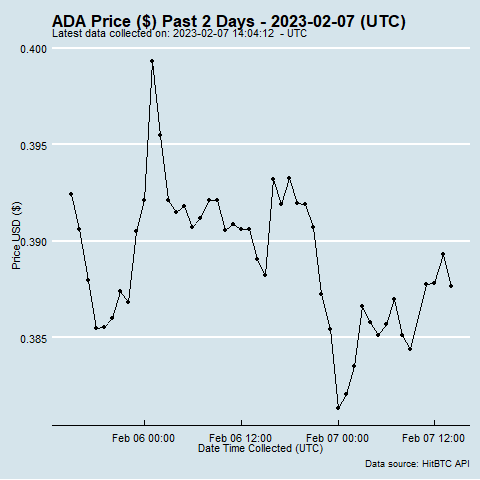 ADA Price ($) Past 2 Days - 2023-02-07 (UTC)
Latest data collected on: 2023-02-07 14:04:12  - UTC
0.400
0.395
0.390
0.385
Price USD ($)
Feb 06 00:00 Feb 06 12:00 Feb 07 00:00 Feb 07 12:00
Date Time Collected (UTC)
Data source: HitBTC API